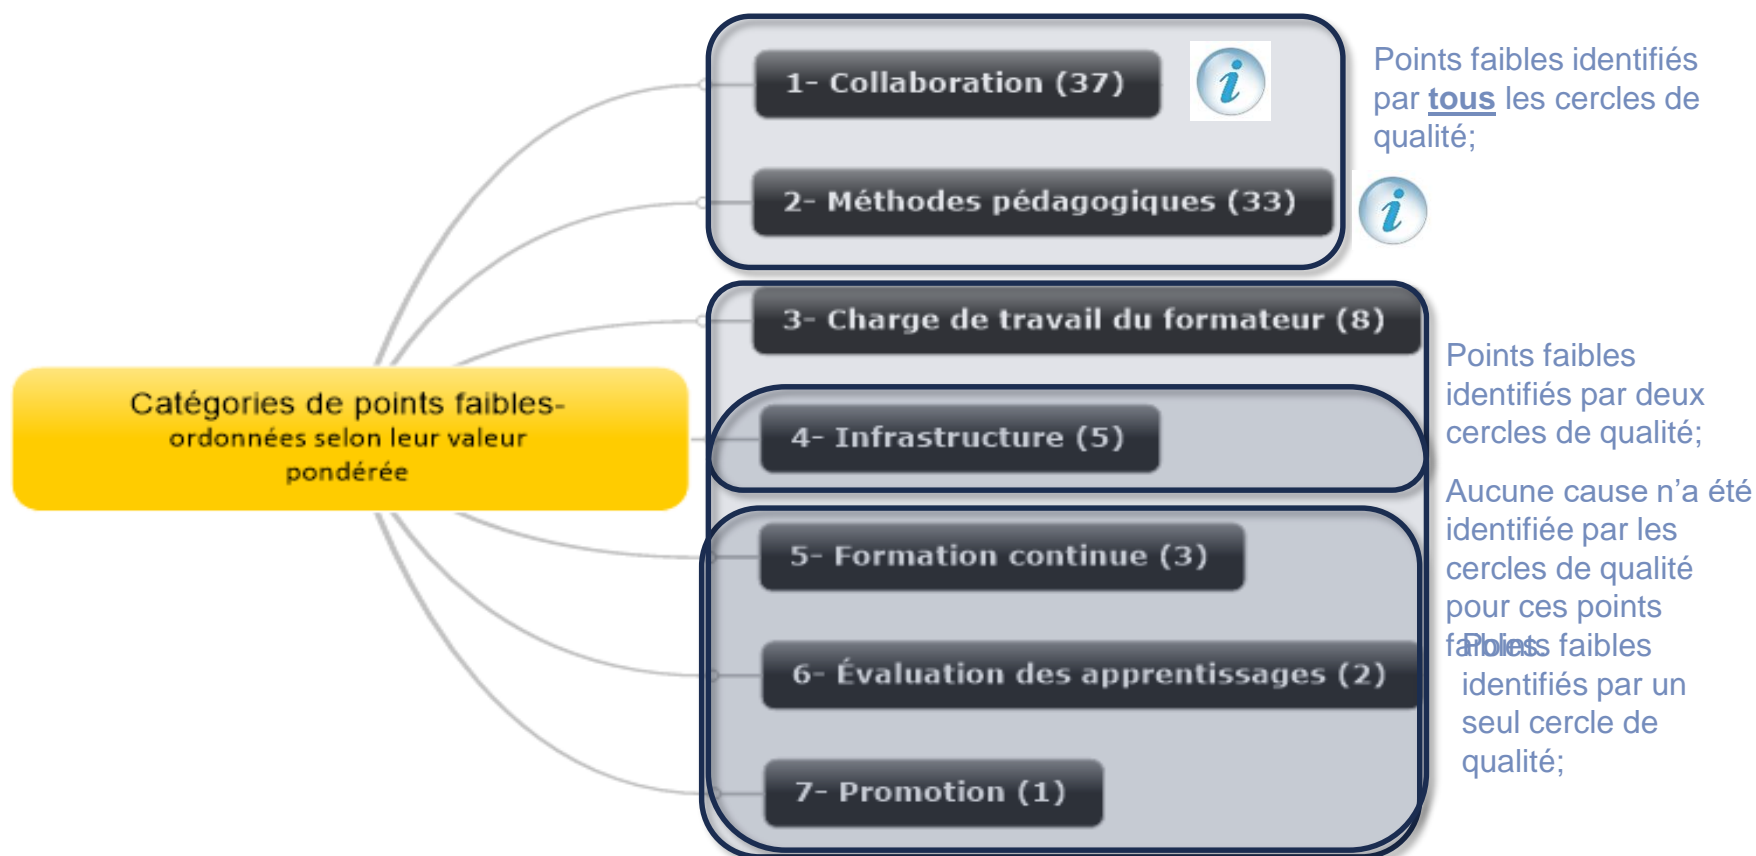 1- Collaboration (37)
Points faibles identifiés
par tous les cercles de
qualité;
2- Méthodes pédagogiques (33)
3- Charge de travail du formateur (8)
Catégories de points faibles-
ordonnées selon leur valeur
pondérée
4- Infrastructure (5)
Points faibles
identifiés par deux
cercles de qualité;
5- Formation continue (3)
Aucune cause n’a été
identifiée par les
cercles de qualité
pour ces points
faibles.
6- Évaluation des apprentissages (2)
Points faibles
identifiés par un
seul cercle de
qualité;
7- Promotion (1)